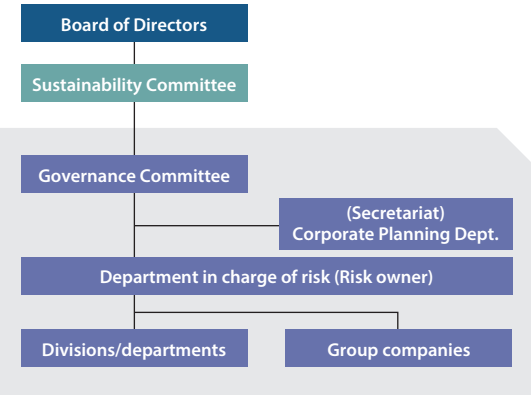 Board of Directors
Sustainability Committee
Governance Committee
(Secretariat)
Corporate Planning Dept.
Department in charge of risk (Risk owner)
Divisions/departments
Group companies